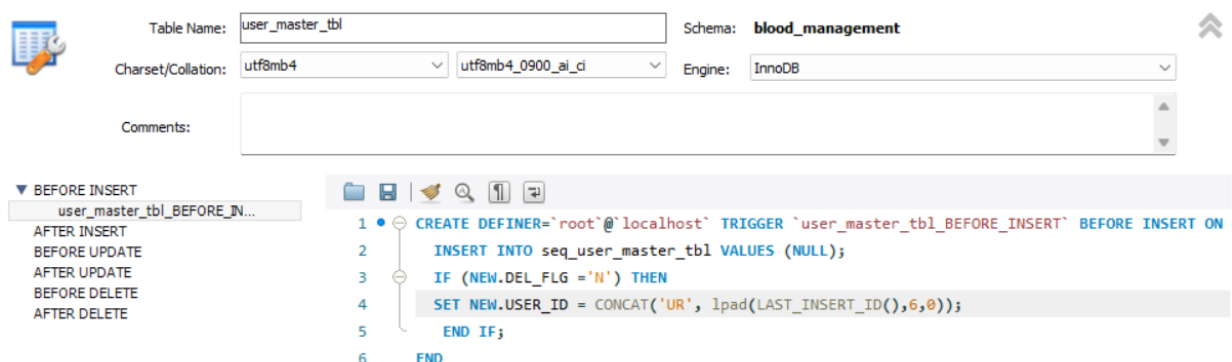 Table Name: user_master_tbl Schema: blood_management
Charset/Collation: utf8mb4 utf8mb4_0900_ai_ci Engine: InnoDB
Comments:
BEFORE INSERT
user_master_tbl_BEFORE_IN...
AFTER INSERT
BEFORE UPDATE
AFTER UPDATE
BEFORE DELETE
AFTER DELETE
1 CREATE DEFINER=`root`@`localhost` TRIGGER `user_master_tbl_BEFORE_INSERT` BEFORE INSERT ON
2 INSERT INTO seq_user_master_tbl VALUES (NULL);
3 IF (NEW.DEL_FLG ='N') THEN
4 SET NEW.USER_ID = CONCAT('UR', lpad(LAST_INSERT_ID(),6,0));
5 END IF;
6 END